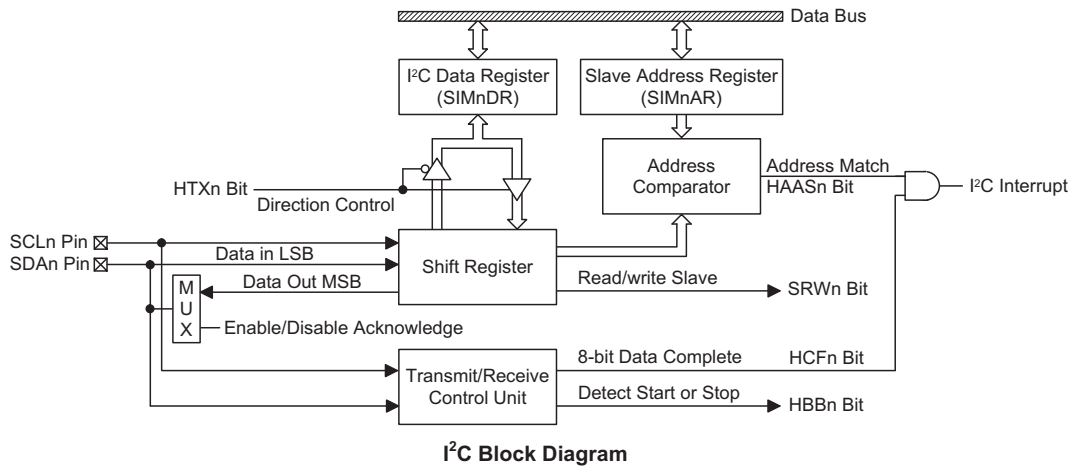 Data Bus
I²C Data Register
(SIMnDR)
Slave Address Register
(SIMnAR)
Address
Comparator
Address Match
HAASn Bit
I²C Interrupt
HTXn Bit
Direction Control
SCLn Pin
SDAn Pin
Data in LSB
Shift Register
Data Out MSB
M
U
X
Read/write Slave
SRWn Bit
Enable/Disable Acknowledge
Transmit/Receive
Control Unit
8-bit Data Complete
HCFn Bit
Detect Start or Stop
HBBn Bit
I²C Block Diagram